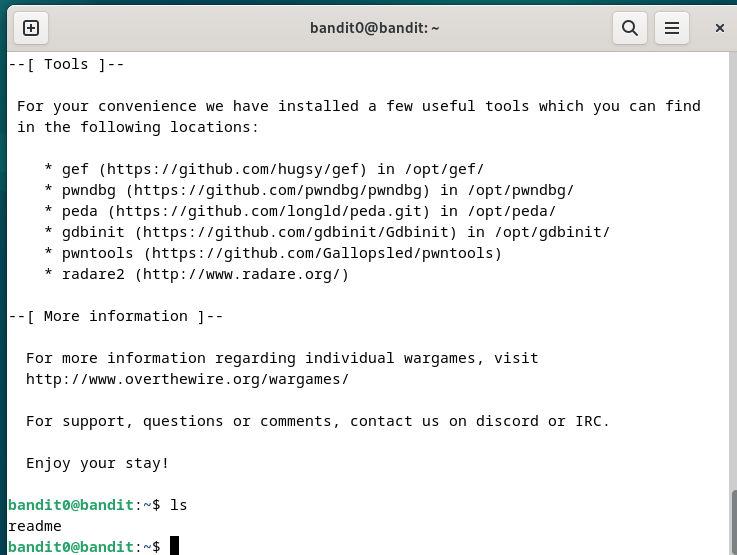 bandit0@bandit: ~
--[ Tools ]--
For your convenience we have installed a few useful tools which you can find
in the following locations:
* gef (https://github.com/hugsy/gef) in /opt/gef/
* pwndbg (https://github.com/pwndbg/pwndbg) in /opt/pwndbg/
* peda (https://github.com/longld/peda.git) in /opt/peda/
* gdbinit (https://github.com/gdbinit/Gdbinit) in /opt/gdbinit/
* pwntools (https://github.com/Gallopsled/pwntools)
* radare2 (http://www.radare.org/)
--[ More information ]--
For more information regarding individual wargames, visit
http://www.overthewire.org/wargames/
For support, questions or comments, contact us on discord or IRC.
Enjoy your stay!
bandit0@bandit:~$ ls
readme
bandit0@bandit:~$